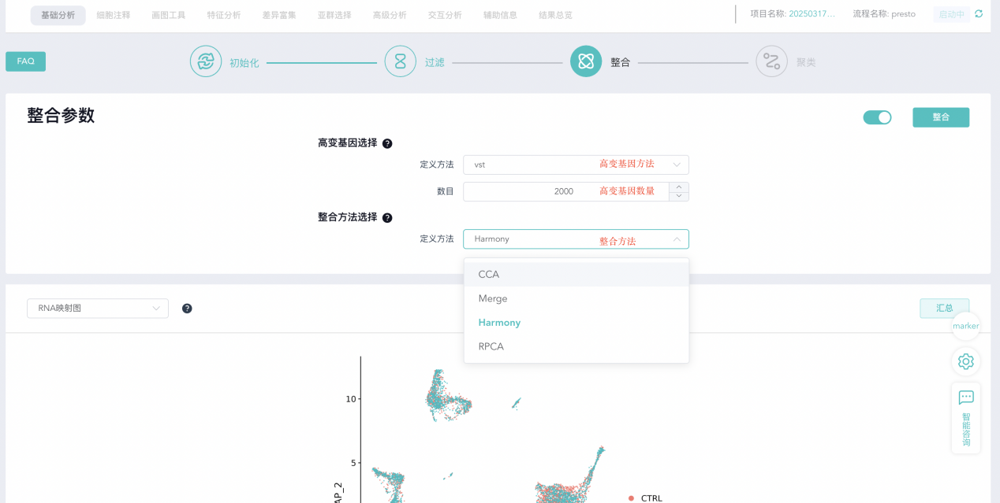 基础分析 细胞注释 画图工具 特征分析 差异富集 亚群选择 高级分析 交互分析 辅助信息 结果总览 项目名称: 20250317... 流程名称: presto 启动中
FAQ 初始化 过滤 整合 聚类
整合参数 整合
高变基因选择 ?
定义方法 vst 高变基因方法
数目 2000 高变基因数量
整合方法选择 ?
定义方法 Harmony 整合方法
CCA
Merge
Harmony
RPCA
RNA映射图 ? 汇总
marker
10
5
智能咨询
AP_2
CTRL